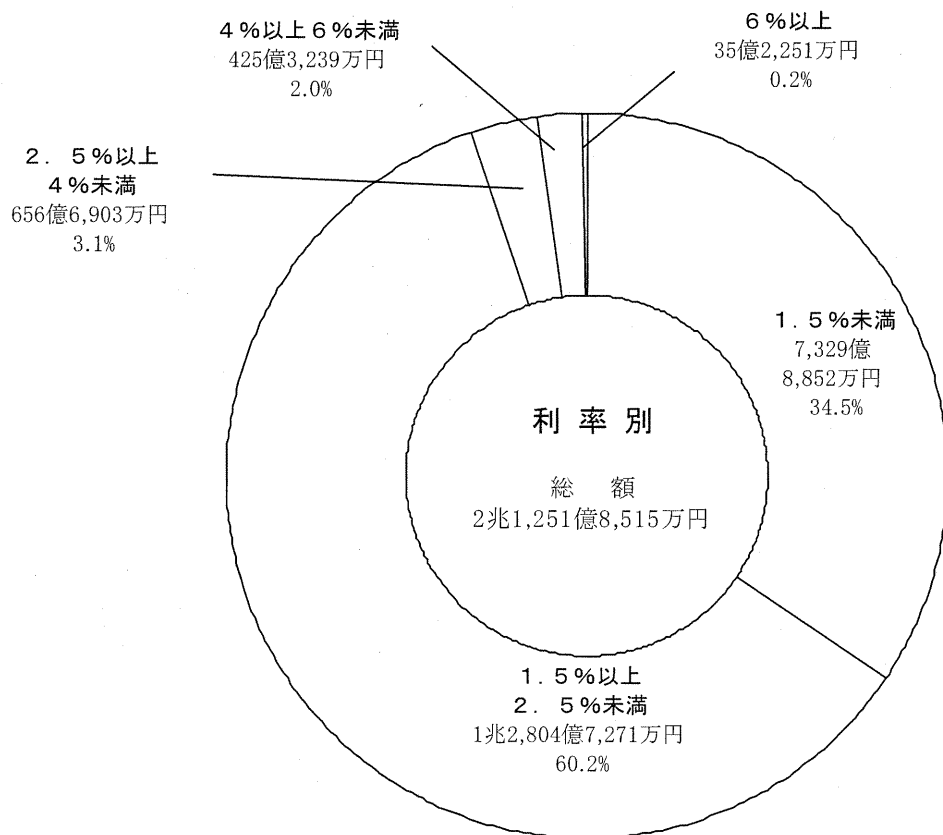 4％以上6％未満
425億3,239万円
2.0%
6％以上
35億2,251万円
0.2%
2．5％以上
4％未満
656億6,903万円
3.1%
1.5％未満
7,329億
8,852万円
34.5%
利 率 別
総 額
2兆1,251億8,515万円
1.5％以上
2．5％未満
1兆2,804億7,271万円
60.2%